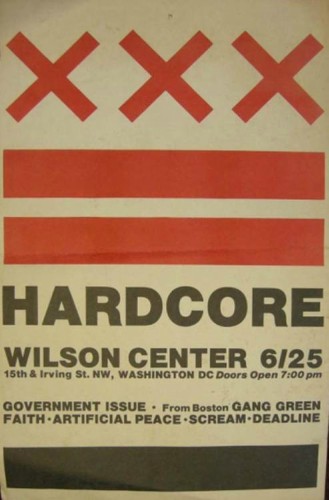 XXX
HARDCORE
WILSON CENTER 6/25
15th & Irving St. NW, WASHINGTON DC Doors Open 7:00 pm
GOVERNMENT ISSUE · From Boston GANG GREEN
FAITH · ARTIFICIAL PEACE · SCREAM · DEADLINE